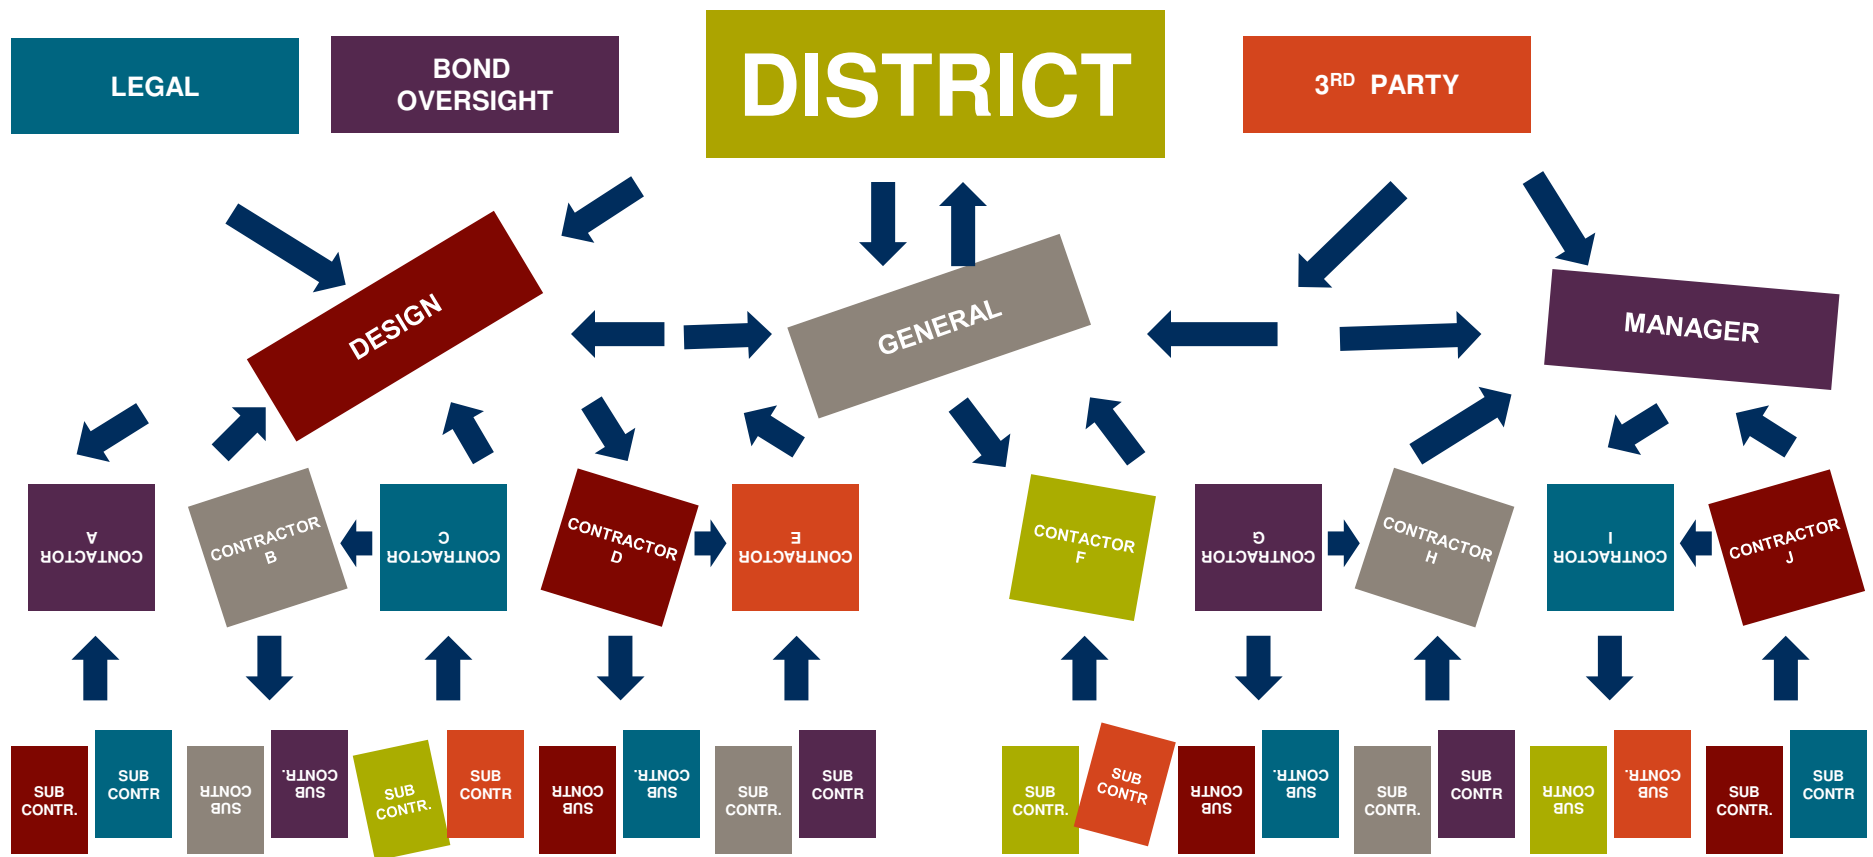 LEGAL
BOND
OVERSIGHT
DISTRICT
3RD PARTY
DESIGN
GENERAL
MANAGER
CONTACTOR
A
CONTRACTOR
B
CONTRACTOR
C
CONTRACTOR
D
CONTRACTOR
E
CONTACTOR
F
CONTRACTOR
G
CONTRACTOR
H
CONTRACTOR
I
CONTRACTOR
J
SUB
CONTR.
SUB
CONTR
SUB
CONTR
SUB
CONTR.
SUB
CONTR.
SUB
CONTR
SUB
CONTR
SUB
CONTR.
SUB
CONTR.
SUB
CONTR
SUB
CONTR.
SUB
CONTR
SUB
CONTR
SUB
CONTR.
SUB
CONTR.
SUB
CONTR
SUB
CONTR
SUB
CONTR.
SUB
CONTR.
SUB
CONTR